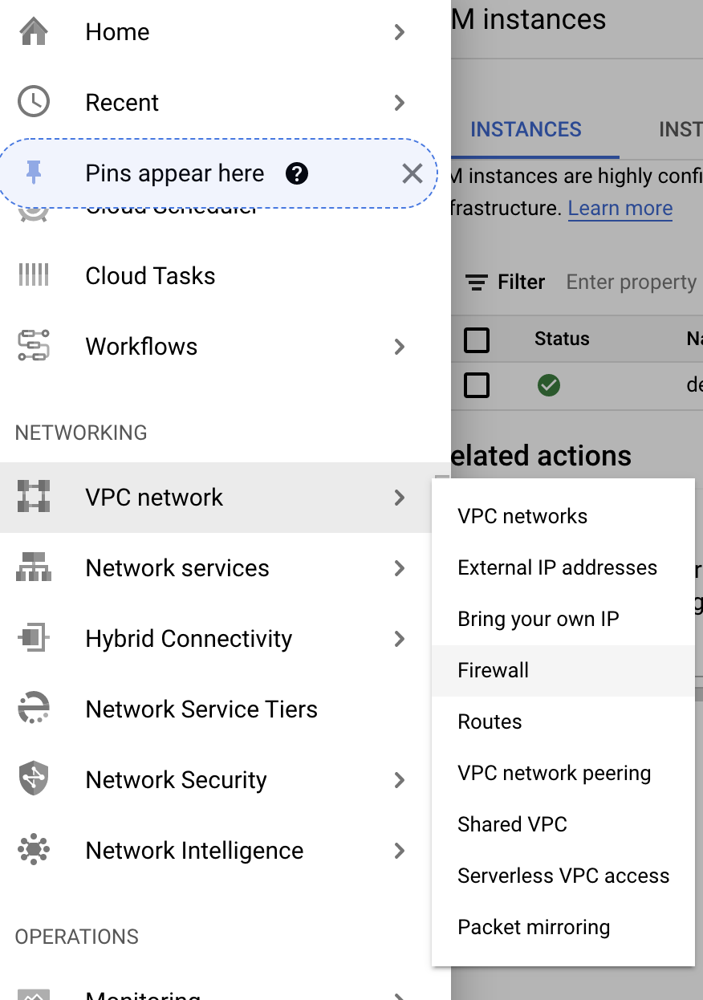 Home
Recent
Pins appear here
Cloud Scheduler
Cloud Tasks
Workflows
NETWORKING
VPC network
Network services
Hybrid Connectivity
Network Service Tiers
Network Security
Network Intelligence
OPERATIONS
Monitoring
M instances
INSTANCES INST
M instances are highly confi
frastructure. Learn more
Filter Enter property
Status Na
de
elated actions
VPC networks
External IP addresses
Bring your own IP
Firewall
Routes
VPC network peering
Shared VPC
Serverless VPC access
Packet mirroring